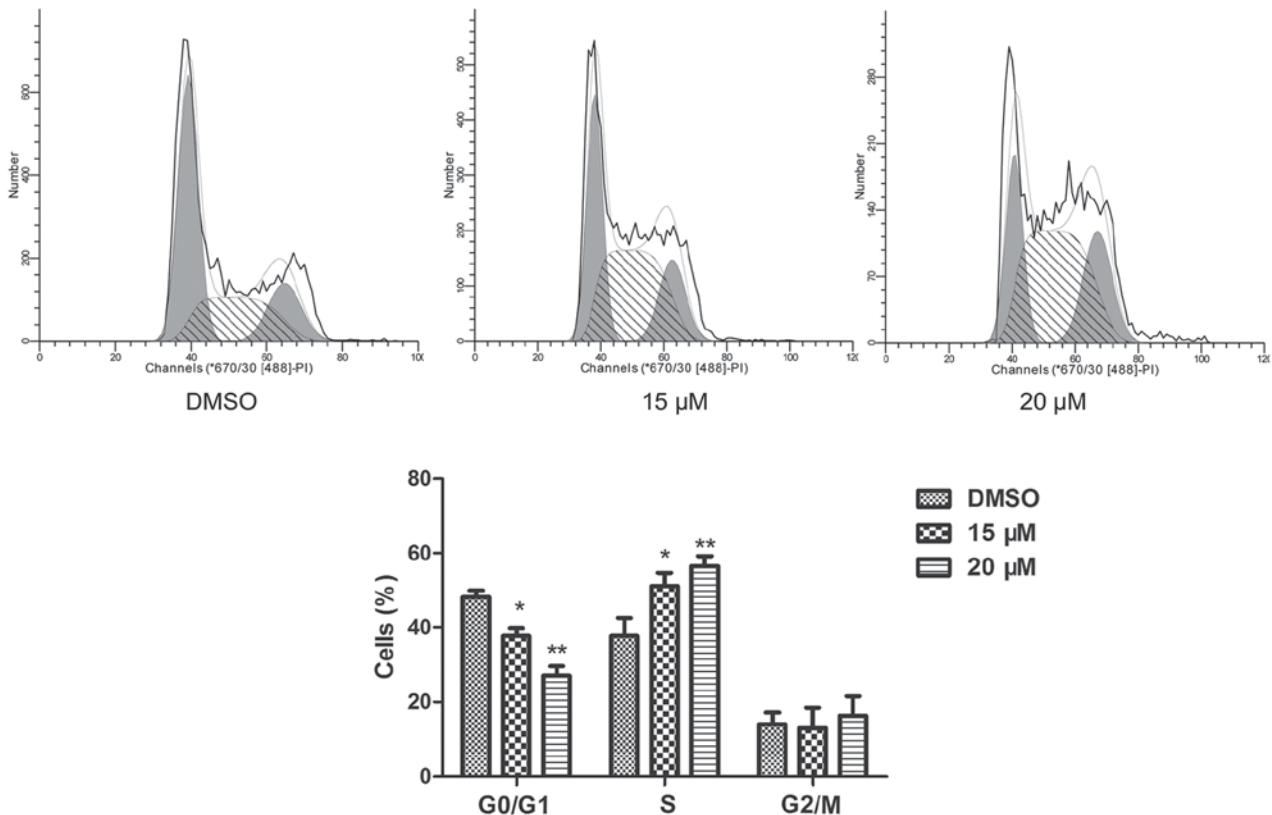 Number
600
400
200
0
0 20 40 60 80 100
Channels (*670/30 [488]-PI)
DMSO
Number
500
400
300
200
100
0
0 20 40 60 80 100 120
Channels (*670/30 [488]-PI)
15 µM
Number
280
210
140
70
0
0 20 40 60 80 100
Channels (*670/30 [488]-PI)
20 µM
Cells (%)
80
60
40
20
0
* ** * **
G0/G1 S G2/M
DMSO
15 µM
20 µM